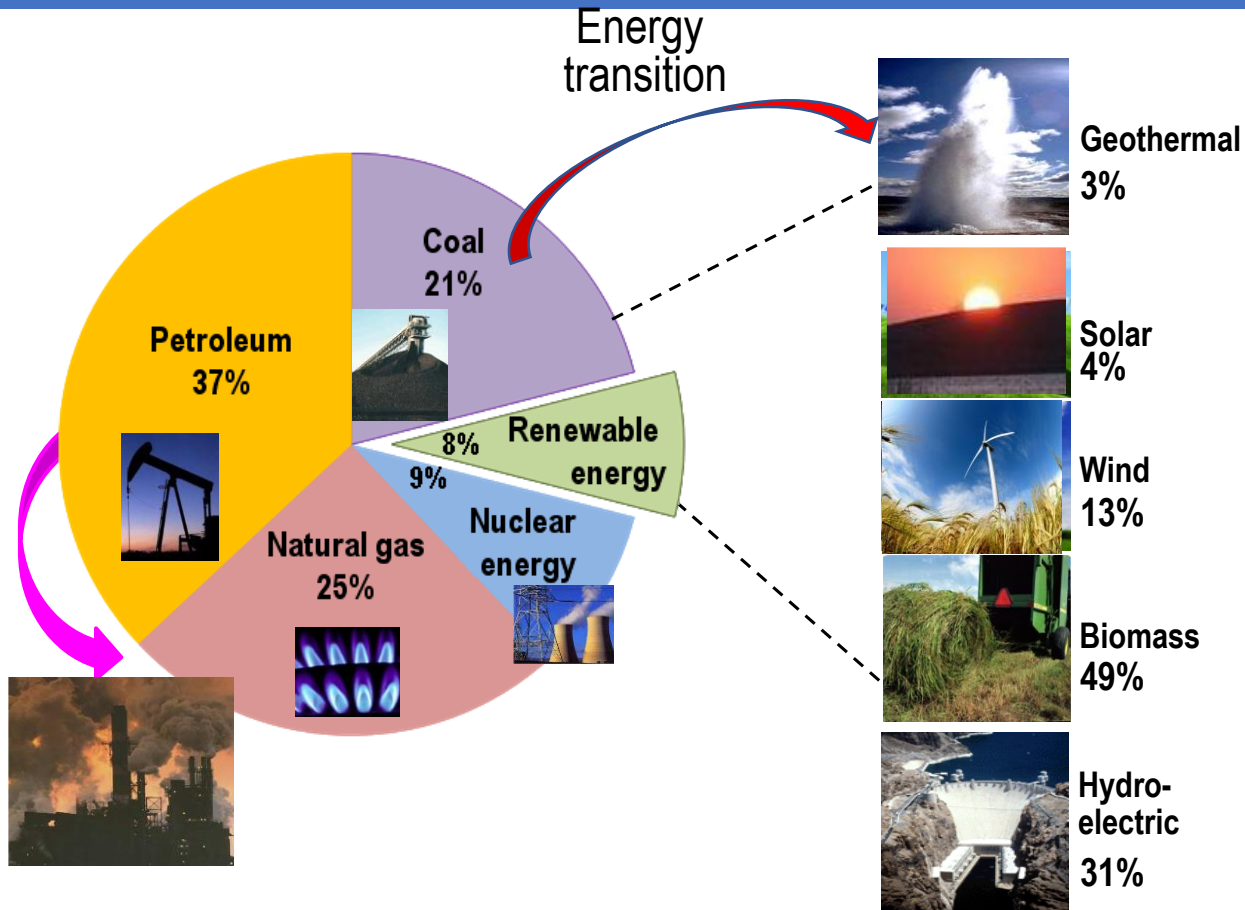 Energy
transition
Coal
21%
Petroleum
37%
8%
Renewable
energy
9%
Nuclear
energy
Natural gas
25%
Geothermal
3%
Solar
4%
Wind
13%
Biomass
49%
Hydro-
electric
31%